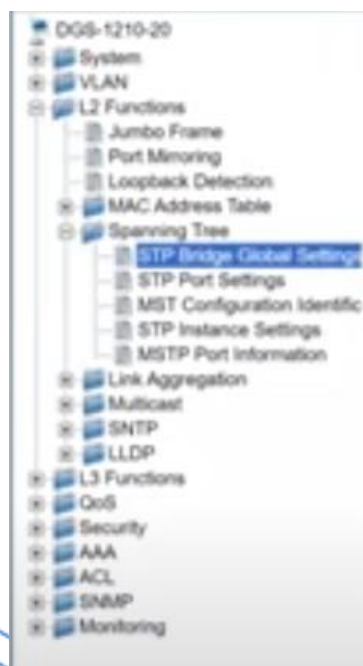 DGS-1210-20
System
VLAN
L2 Functions
Jumbo Frame
Port Mirroring
Loopback Detection
MAC Address Table
Spanning Tree
STP Bridge Global Settings
STP Port Settings
MST Configuration Identific
STP Instance Settings
MSTP Port Information
Link Aggregation
Multicast
SNTP
LLDP
L3 Functions
QoS
Security
AAA
ACL
SNMP
Monitoring